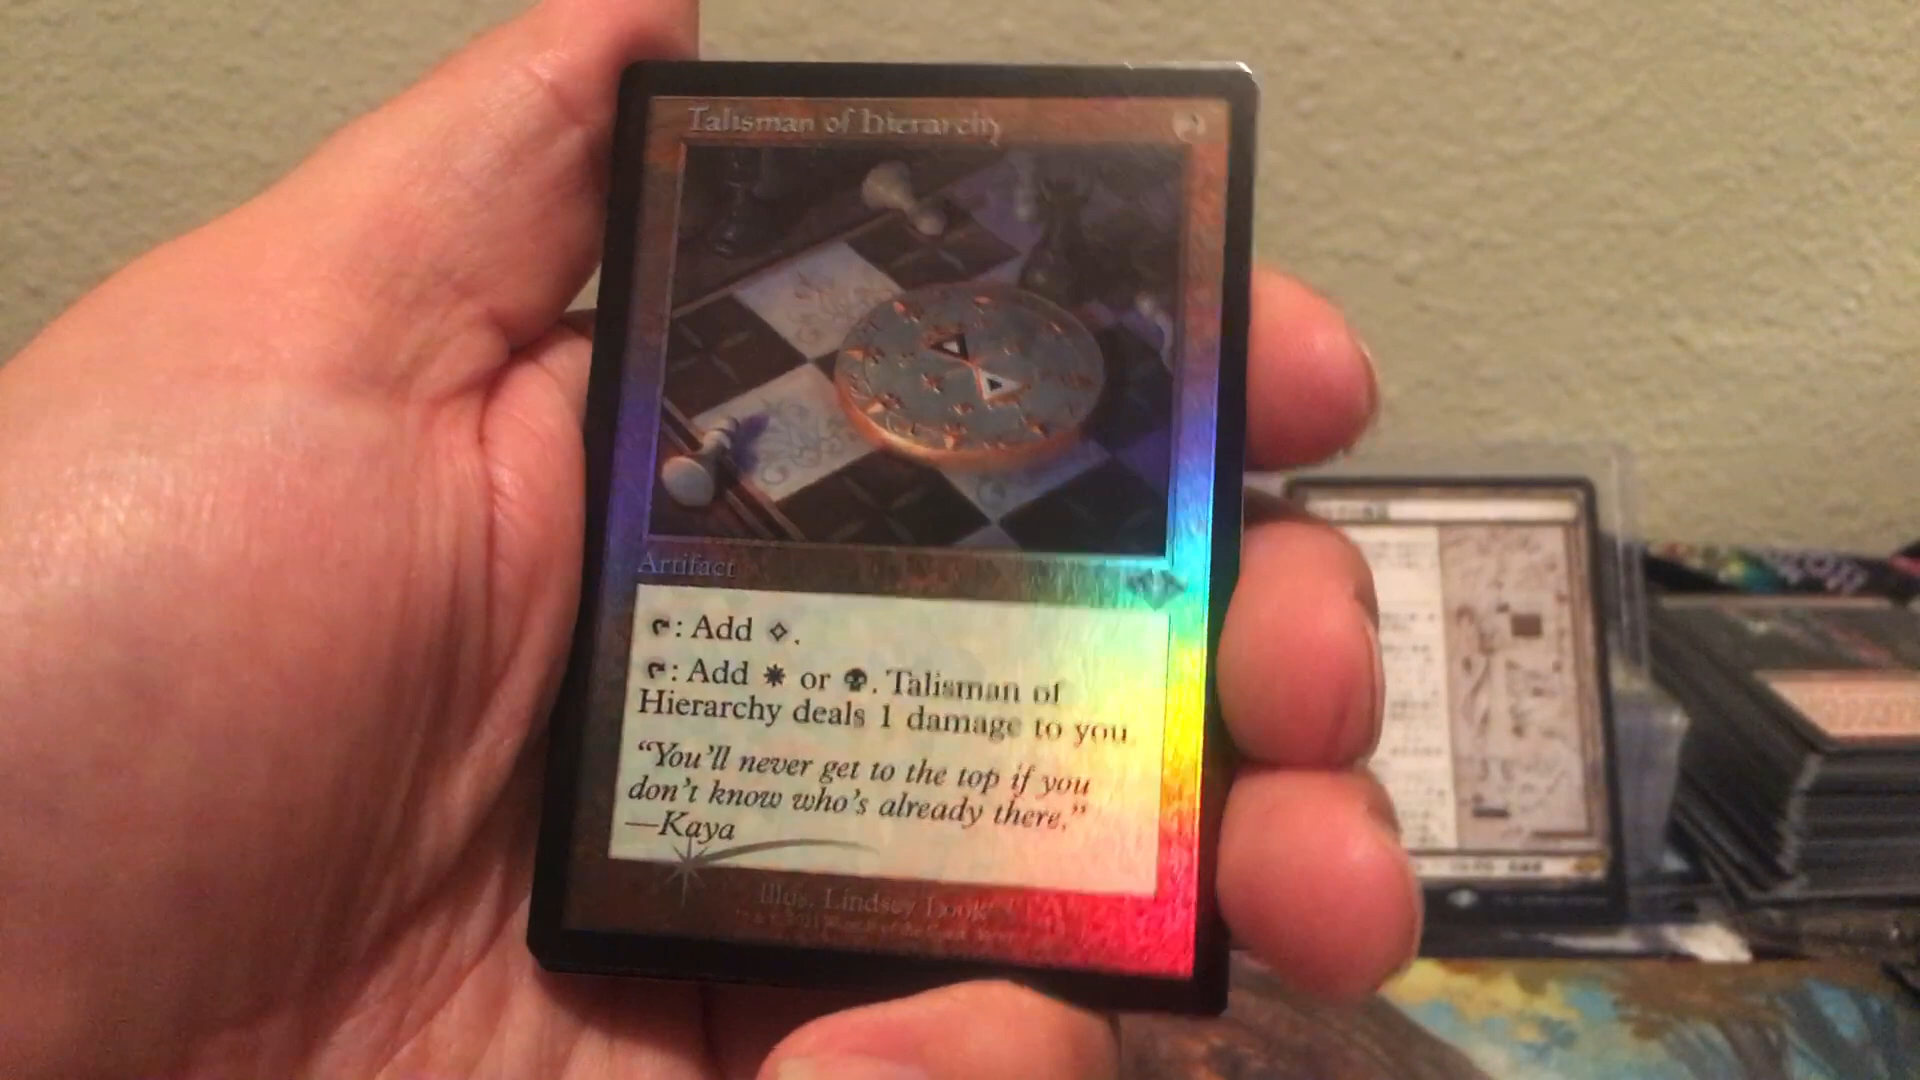 Talisman of Hierarchy
2
Artifact
: Add .
: Add or . Talisman of
Hierarchy deals 1 damage to you.
“You’ll never get to the top if you
don’t know who’s already there.”
—Kaya
Illus. Lindsey Look